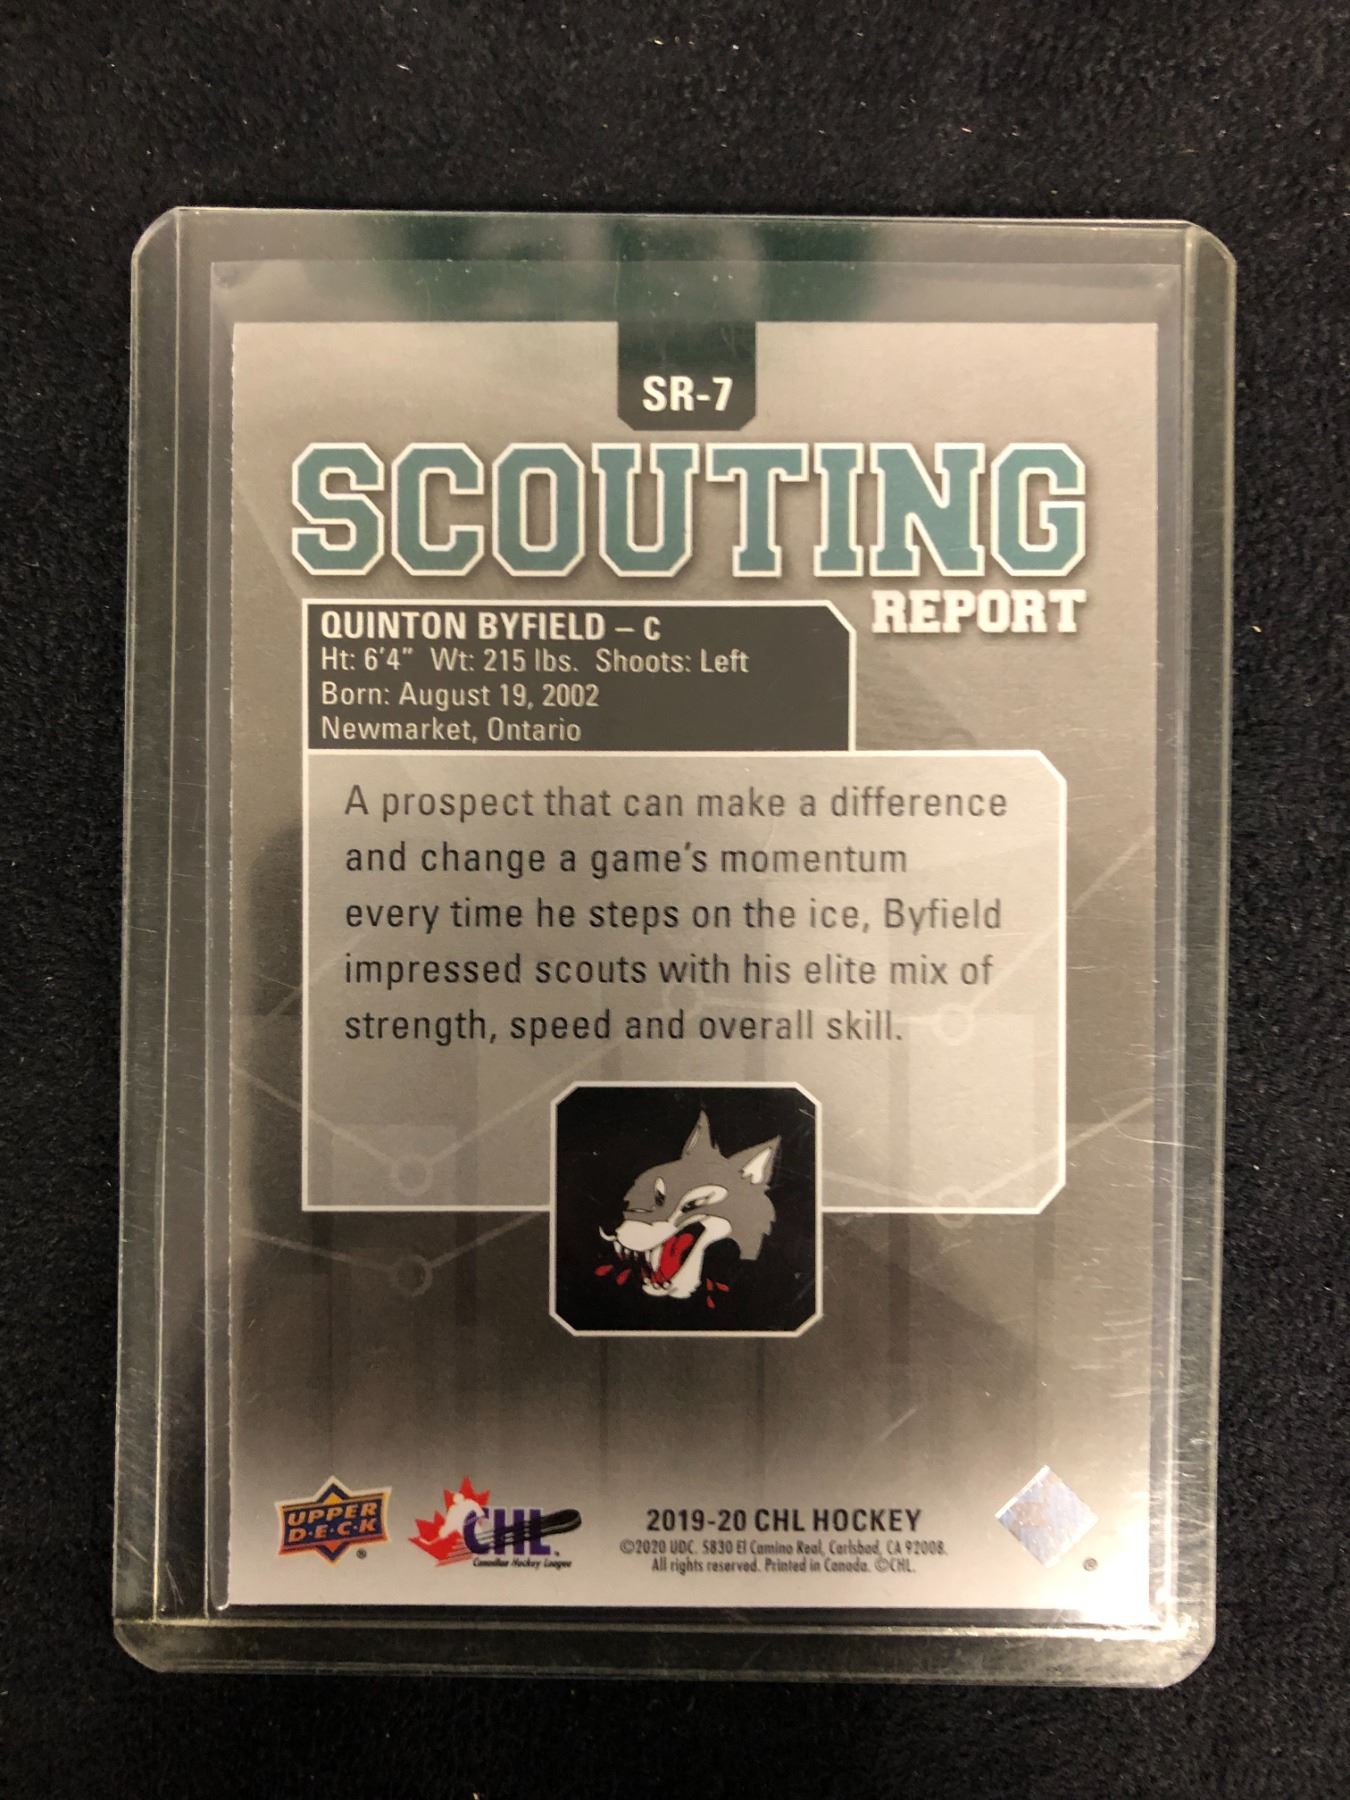 SR-7
SCOUTING
REPORT
QUINTON BYFIELD – C
Ht: 6'4" Wt: 215 lbs. Shoots: Left
Born: August 19, 2002
Newmarket, Ontario
A prospect that can make a difference
and change a game's momentum
every time he steps on the ice, Byfield
impressed scouts with his elite mix of
strength, speed and overall skill.
UPPER
D·E·C·K
®
CHL
Canadian Hockey League
2019-20 CHL HOCKEY
©2020 UDC. 5830 El Camino Real, Carlsbad, CA 92008.
All rights reserved. Printed in Canada. ©CHL.
®